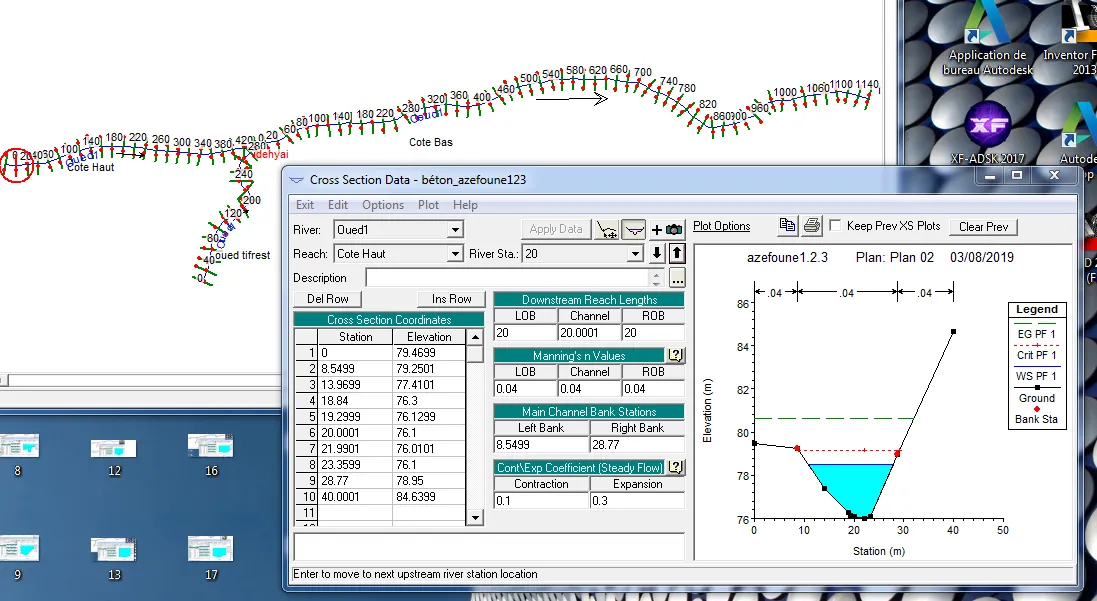 Application de
bureau Autodesk
Inventor F
2013
XF
XF-ADSK 2017
Autode
500 540 580 620 660 700
740
780
820
860 900
960
1000 1060 1100 1140
460
400
360
320
280
220
180
140
100
60
20
0
Oued1
idehyai
Cote Bas
140 180 220 260 300 340 380 420
100
Oued1
Cote Haut
240
200
120
80
40
0
oued tifrest
Cross Section Data - béton_azefoune123
Exit Edit Options Plot Help
River: Oued1 Apply Data Plot Options Keep Prev XS Plots Clear Prev
Reach: Cote Haut River Sta.: 20
Description ...
Del Row Ins Row
Cross Section Coordinates
Station Elevation
1 0 79.4699
2 8.5499 79.2501
3 13.9699 77.4101
4 18.84 76.3
5 19.2999 76.1299
6 20.0001 76.1
7 21.9901 76.0101
8 23.3599 76.1
9 28.77 78.95
10 40.0001 84.6399
11
Downstream Reach Lengths
LOB Channel ROB
20 20.0001 20
Manning's n Values
LOB Channel ROB
0.04 0.04 0.04
Main Channel Bank Stations
Left Bank Right Bank
8.5499 28.77
Cont\Exp Coefficient (Steady Flow)
Contraction Expansion
0.1 0.3
azefoune1.2.3 Plan: Plan 02 03/08/2019
.04 .04 .04
86
84
82
80
78
76
Elevation (m)
0 10 20 30 40 50
Station (m)
Legend
EG PF 1
Crit PF 1
WS PF 1
Ground
Bank Sta
Enter to move to next upstream river station location
8 12 16
9 13 17